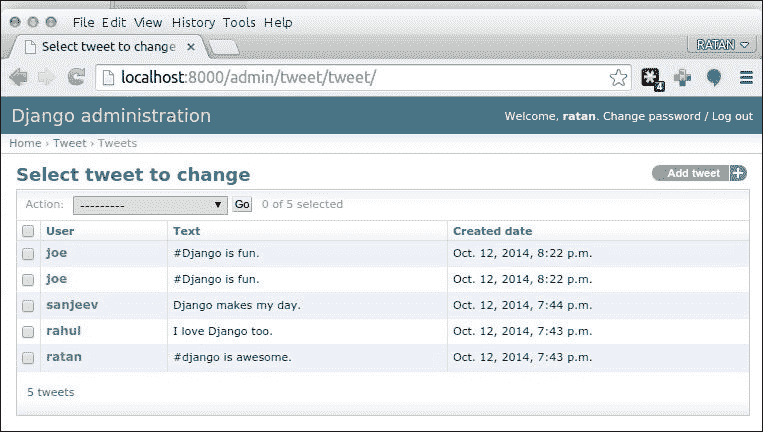 File Edit View History Tools Help
Select tweet to change ×
RATAN
localhost:8000/admin/tweet/tweet/
4
Django administration
Welcome, ratan. Change password / Log out
Home › Tweet › Tweets
Select tweet to change
Add tweet +
Action: --------- Go 0 of 5 selected
User Text Created date
joe #Django is fun. Oct. 12, 2014, 8:22 p.m.
joe #Django is fun. Oct. 12, 2014, 8:22 p.m.
sanjeev Django makes my day. Oct. 12, 2014, 7:44 p.m.
rahul I love Django too. Oct. 12, 2014, 7:43 p.m.
ratan #django is awesome. Oct. 12, 2014, 7:43 p.m.
5 tweets